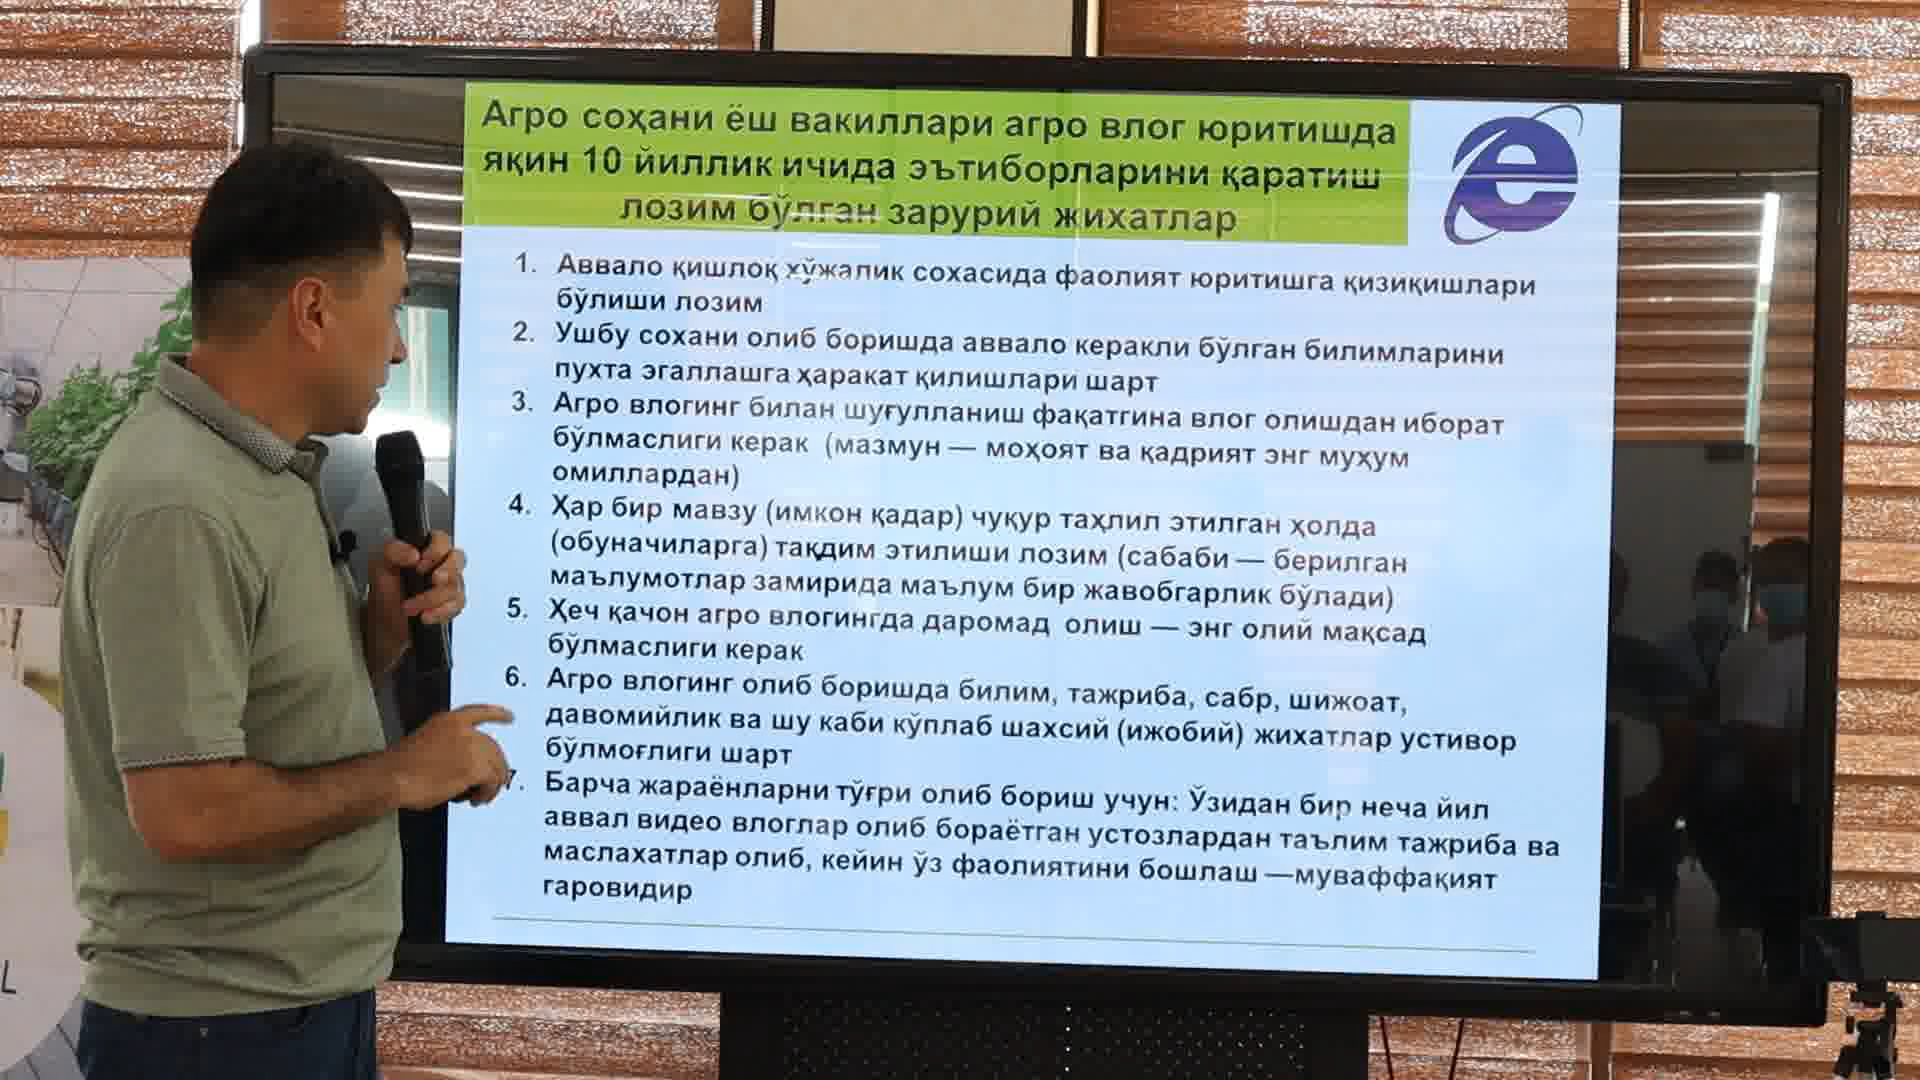 Агро соҳани ёш вакиллари агро влог юритишда
яқин 10 йиллик ичида эътиборларини қаратиш
лозим бўлган зарурий жихатлар
e
1. Аввало қишлоқ хўжалик сохасида фаолият юритишга қизиқишлари
бўлиши лозим
2. Ушбу сохани олиб боришда аввало керакли бўлган билимларини
пухта эгаллашга ҳаракат қилишлари шарт
3. Агро влогинг билан шуғулланиш фақатгина влог олишдан иборат
бўлмаслиги керак (мазмун — моҳоят ва қадрият энг муҳум
омиллардан)
4. Ҳар бир мавзу (имкон қадар) чуқур таҳлил этилган ҳолда
(обуначиларга) тақдим этилиши лозим (сабаби — берилган
маълумотлар замирида маълум бир жавобгарлик бўлади)
5. Ҳеч қачон агро влогингда даромад олиш — энг олий мақсад
бўлмаслиги керак
6. Агро влогинг олиб боришда билим, тажриба, сабр, шижоат,
давомийлик ва шу каби кўплаб шахсий (ижобий) жихатлар устивор
бўлмоғлиги шарт
7. Барча жараёнларни тўғри олиб бориш учун: Ўзидан бир неча йил
аввал видео влоглар олиб бораётган устозлардан таълим тажриба ва
маслахатлар олиб, кейин ўз фаолиятини бошлаш —муваффақият
гаровидир
L